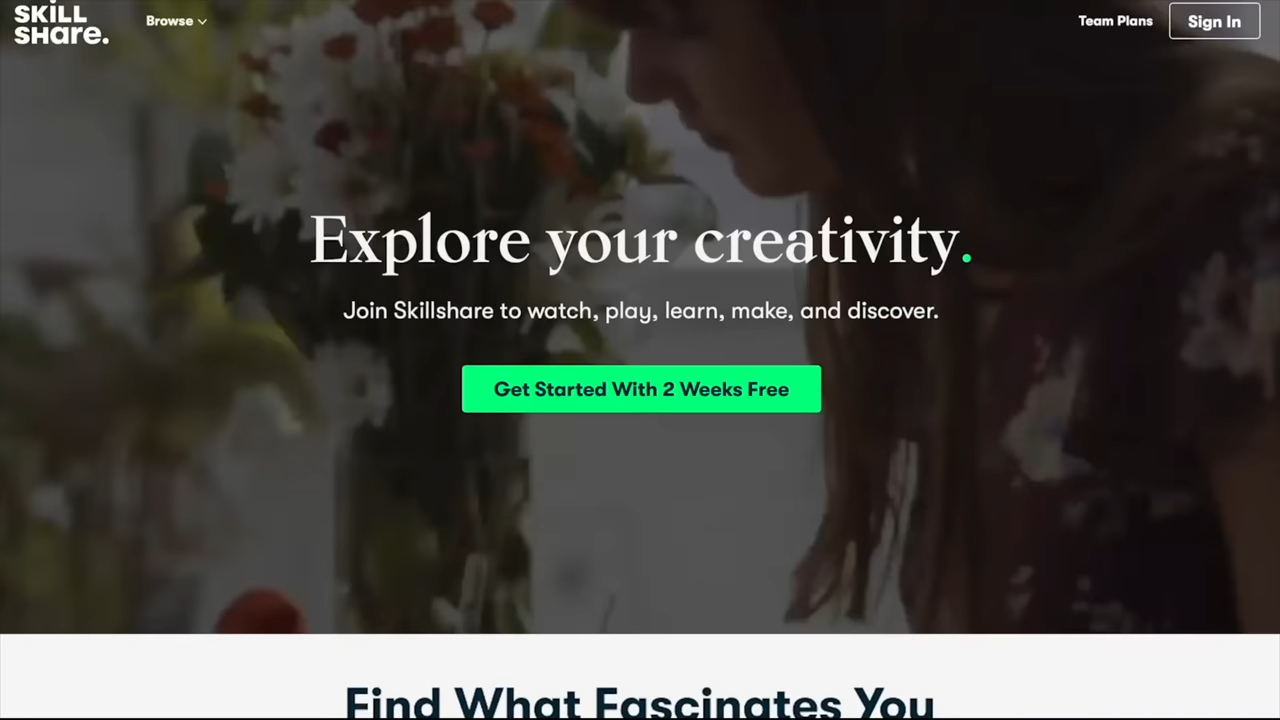 SKILL
SHare.
Browse
Team Plans
Sign In
Explore your creativity.
Join Skillshare to watch, play, learn, make, and discover.
Get Started With 2 Weeks Free
Find What Fascinates You